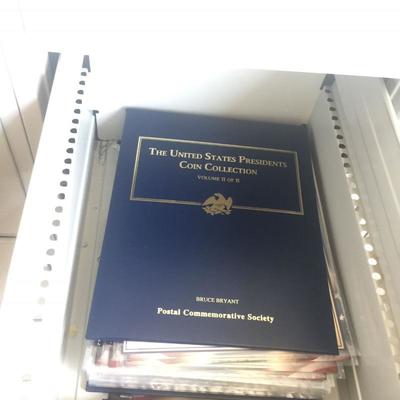 THE UNITED STATES PRESIDENTS
COIN COLLECTION
VOLUME II OF II
BRUCE BRYANT
Postal Commemorative Society